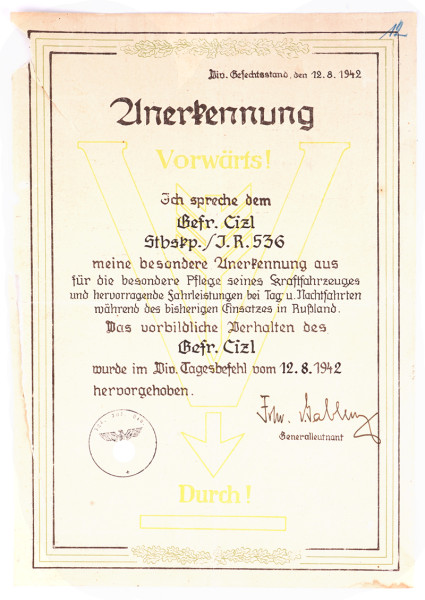 12
Div. Gefechtsstand, den 12.8.1942
Anerkennung
Vorwärts!
Ich spreche dem
Gefr. Cizl
Stbskp./J.R. 536
meine besondere Anerkennung aus
für die besondere Pflege seines Kraftfahrzeuges
und hervorragende Fahrleistungen bei Tag u. Nachtfahrten
während des bisherigen Einsatzes in Rußland.
Das vorbildliche Verhalten des
Gefr. Cizl
wurde im Div. Tagesbefehl vom 12.8.1942
hervorgehoben.
Generalleutnant
Durch!